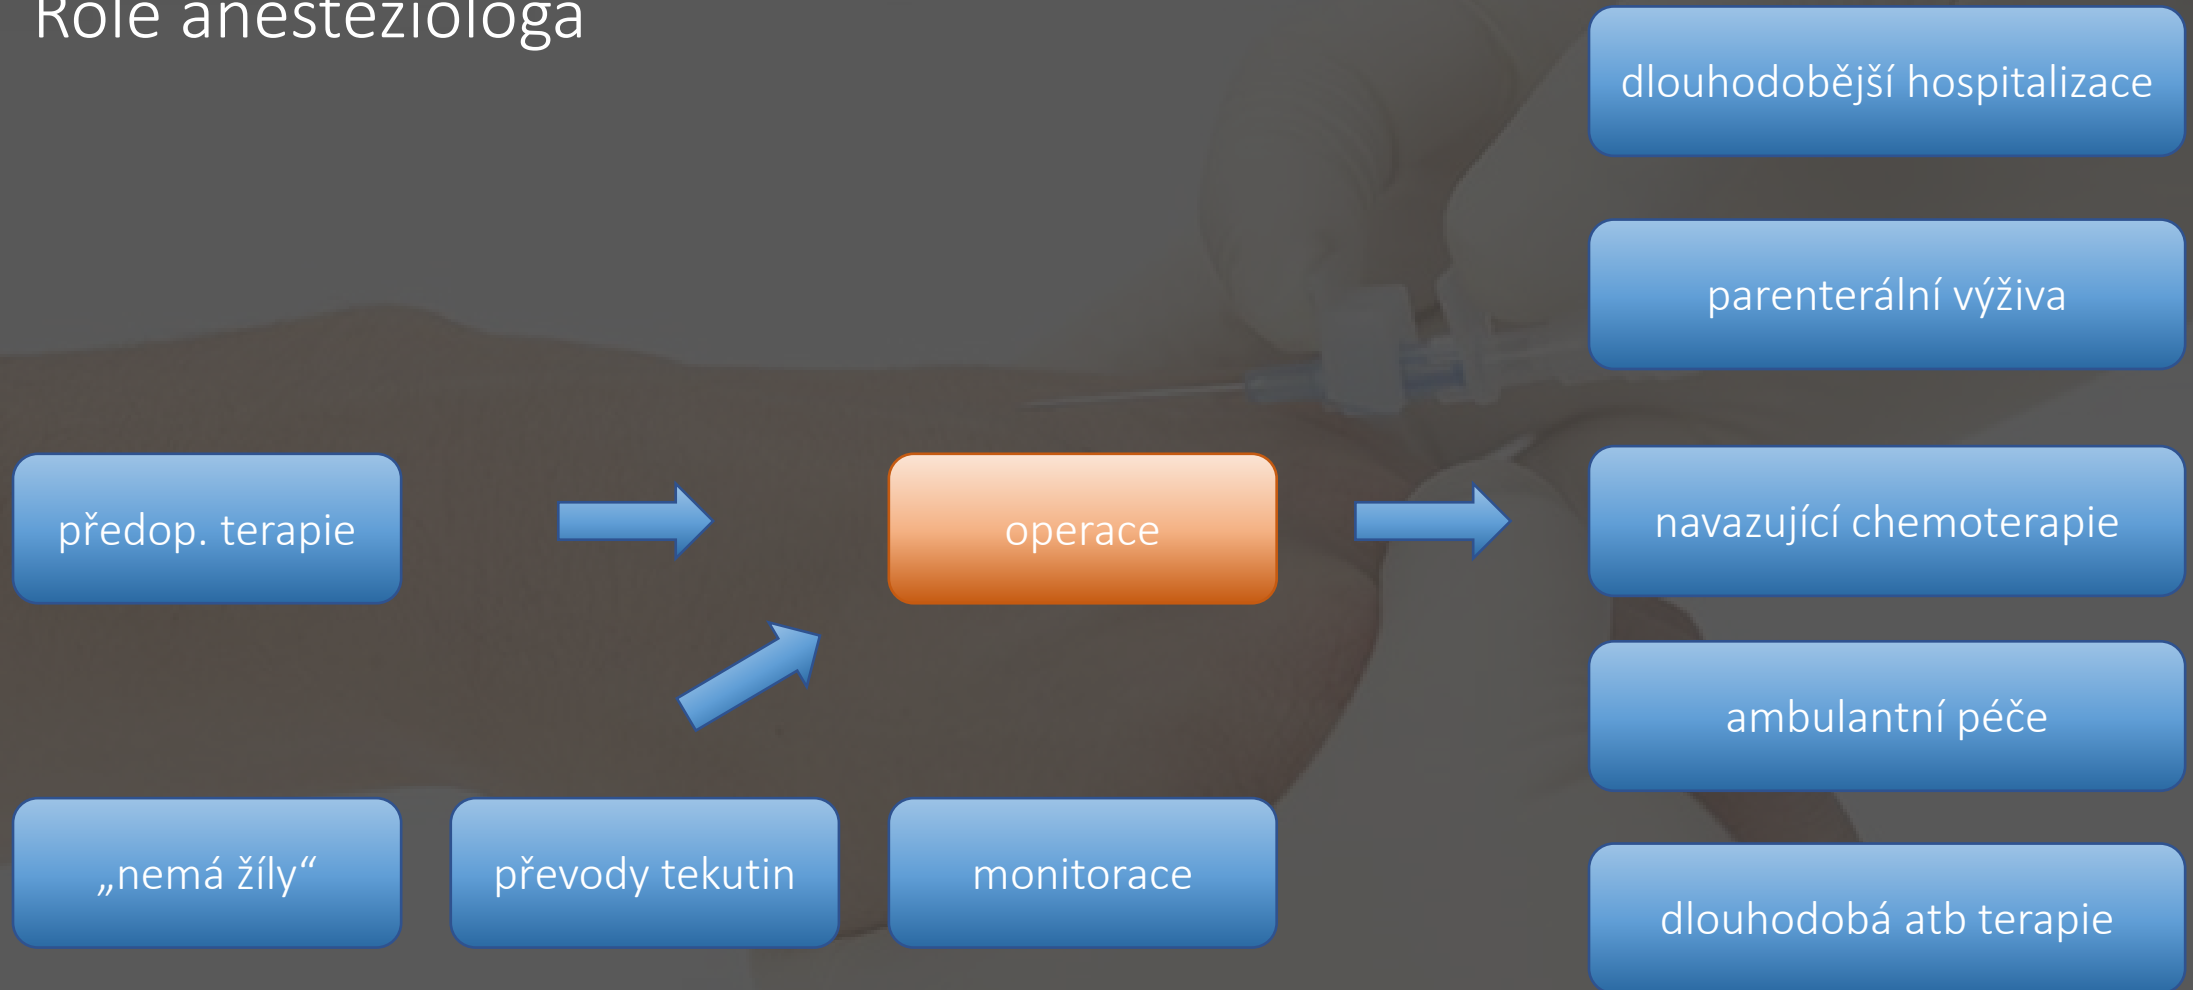 Role anesteziologa
dlouhodobější hospitalizace
parenterální výživa
předop. terapie
operace
navazující chemoterapie
ambulantní péče
„nemá žíly“
převody tekutin
monitorace
dlouhodobá atb terapie